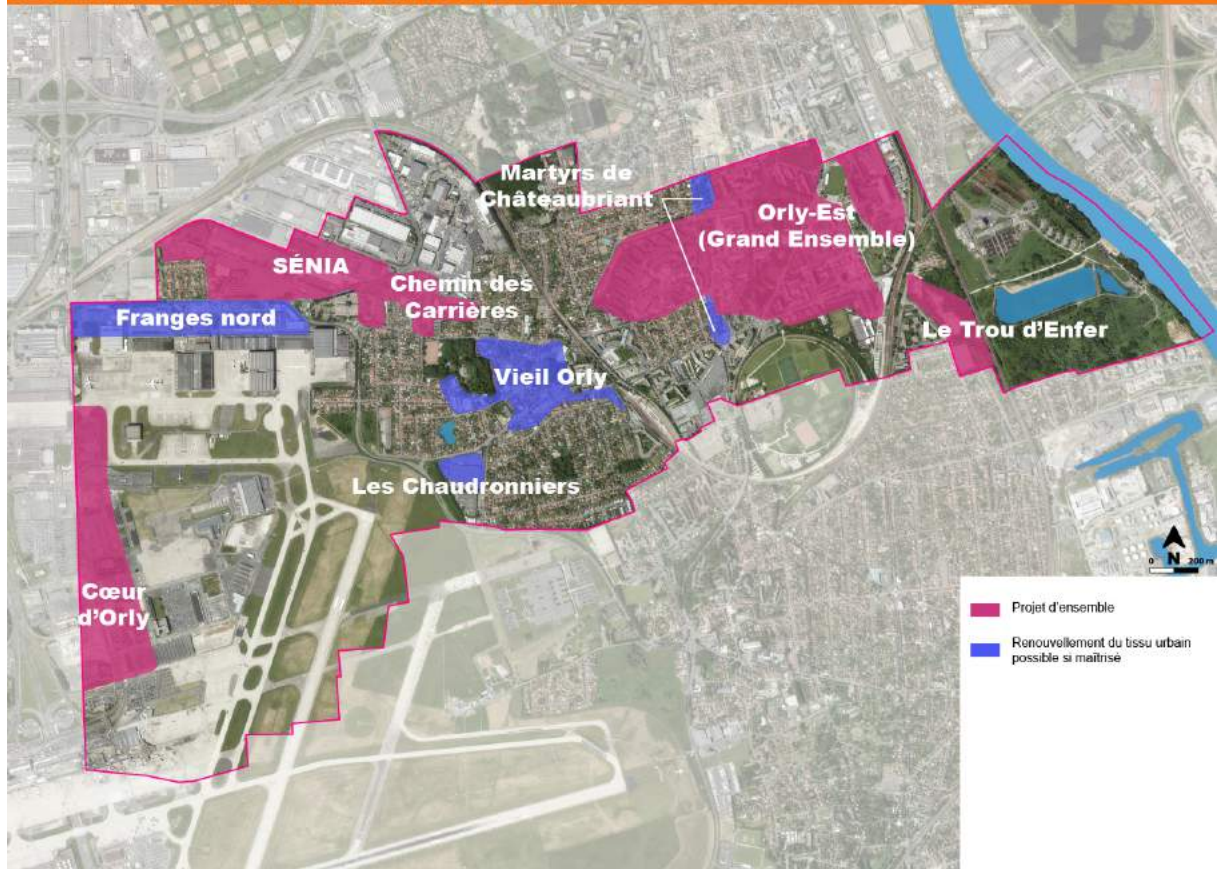 Martyrs de
Châteaubriant
Orly-Est
(Grand Ensemble)
SÉNIA
Chemin des
Carrières
Franges nord
Le Trou d'Enfer
Vieil Orly
Les Chaudronniers
Cœur
d'Orly
N
0 200 m
Projet d'ensemble
Renouvellement du tissu urbain
possible si maîtrisé